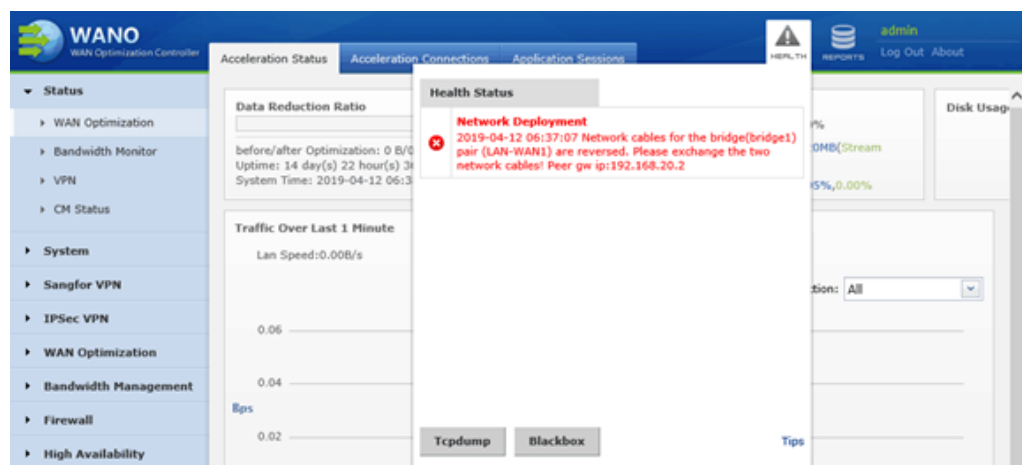 WANO
WAN Optimization Controller
Acceleration Status
Acceleration Connections
Application Sessions
HEALTH
REPORTS
admin
Log Out About
Status
WAN Optimization
Bandwidth Monitor
VPN
CM Status
System
Sangfor VPN
IPSec VPN
WAN Optimization
Bandwidth Management
Firewall
High Availability
Data Reduction Ratio
before/after Optimization: 0 B/0
Uptime: 14 day(s) 22 hour(s)
System Time: 2019-04-12 06:3
Traffic Over Last 1 Minute
Lan Speed:0.00B/s
0.06
0.04
Bps
0.02
Health Status
Network Deployment
2019-04-12 06:37:07 Network cables for the bridge(bridge1)
pair (LAN-WAN1) are reversed. Please exchange the two
network cables! Peer gw ip:192.168.20.2
Tcpdump
Blackbox
Tips
%
0MB(Stream
5%,0.00%
Disk Usag
tion: All